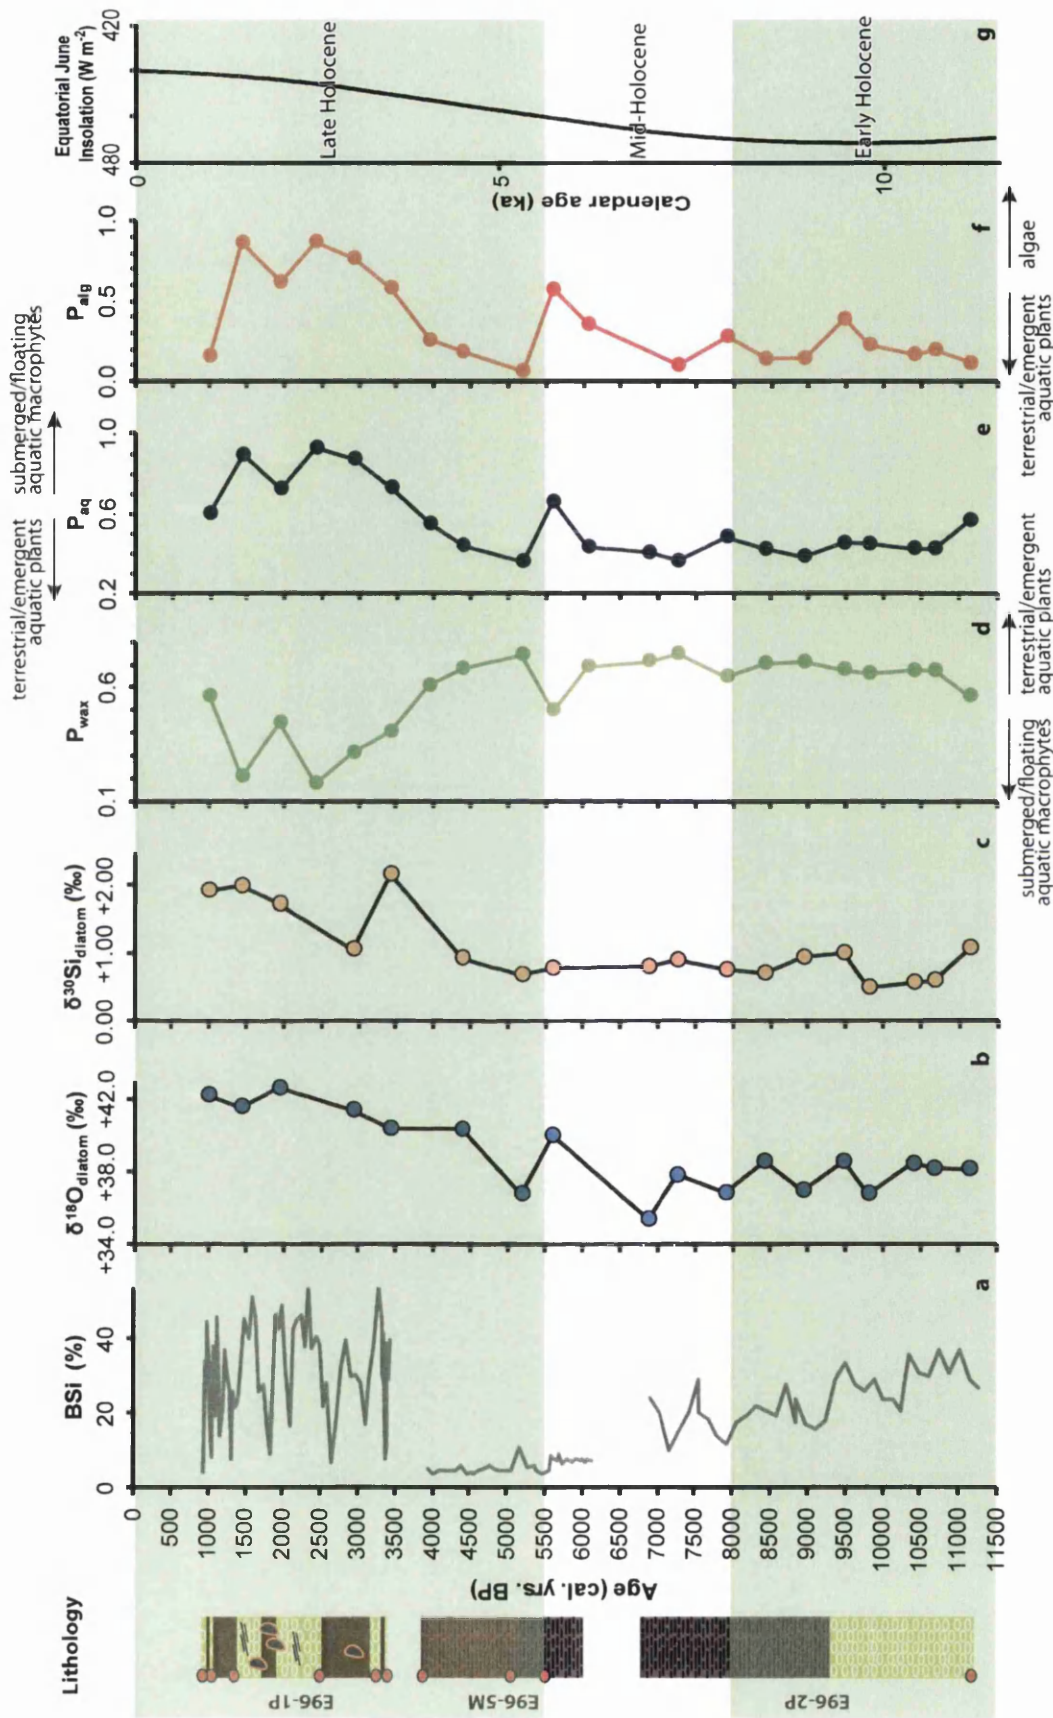 Lithology
E96-1P
E96-5M
E96-2P
Age (cal. yrs. BP)
0
500
1000
1500
2000
2500
3000
3500
4000
4500
5000
5500
6000
6500
7000
7500
8000
8500
9000
9500
10000
10500
11000
11500
BSi (%)
0 20 40
a
δ18Odiatom (‰)
+34.0 +38.0 +42.0
b
δ30Sidiatom (‰)
0.00 +1.00 +2.00
c
Pwax
0.1 0.6
d
submerged/floating
aquatic macrophytes
terrestrial/emergent
aquatic plants
terrestrial/emergent
aquatic plants
submerged/floating
aquatic macrophytes
Paq
0.2 0.6 1.0
e
Palg
0.0 0.5 1.0
f
terrestrial/emergent
aquatic plants
algae
Equatorial June
Insolation (W m-2)
480 420
Calendar age (ka)
0
5
10
Late Holocene
Mid-Holocene
Early Holocene
g